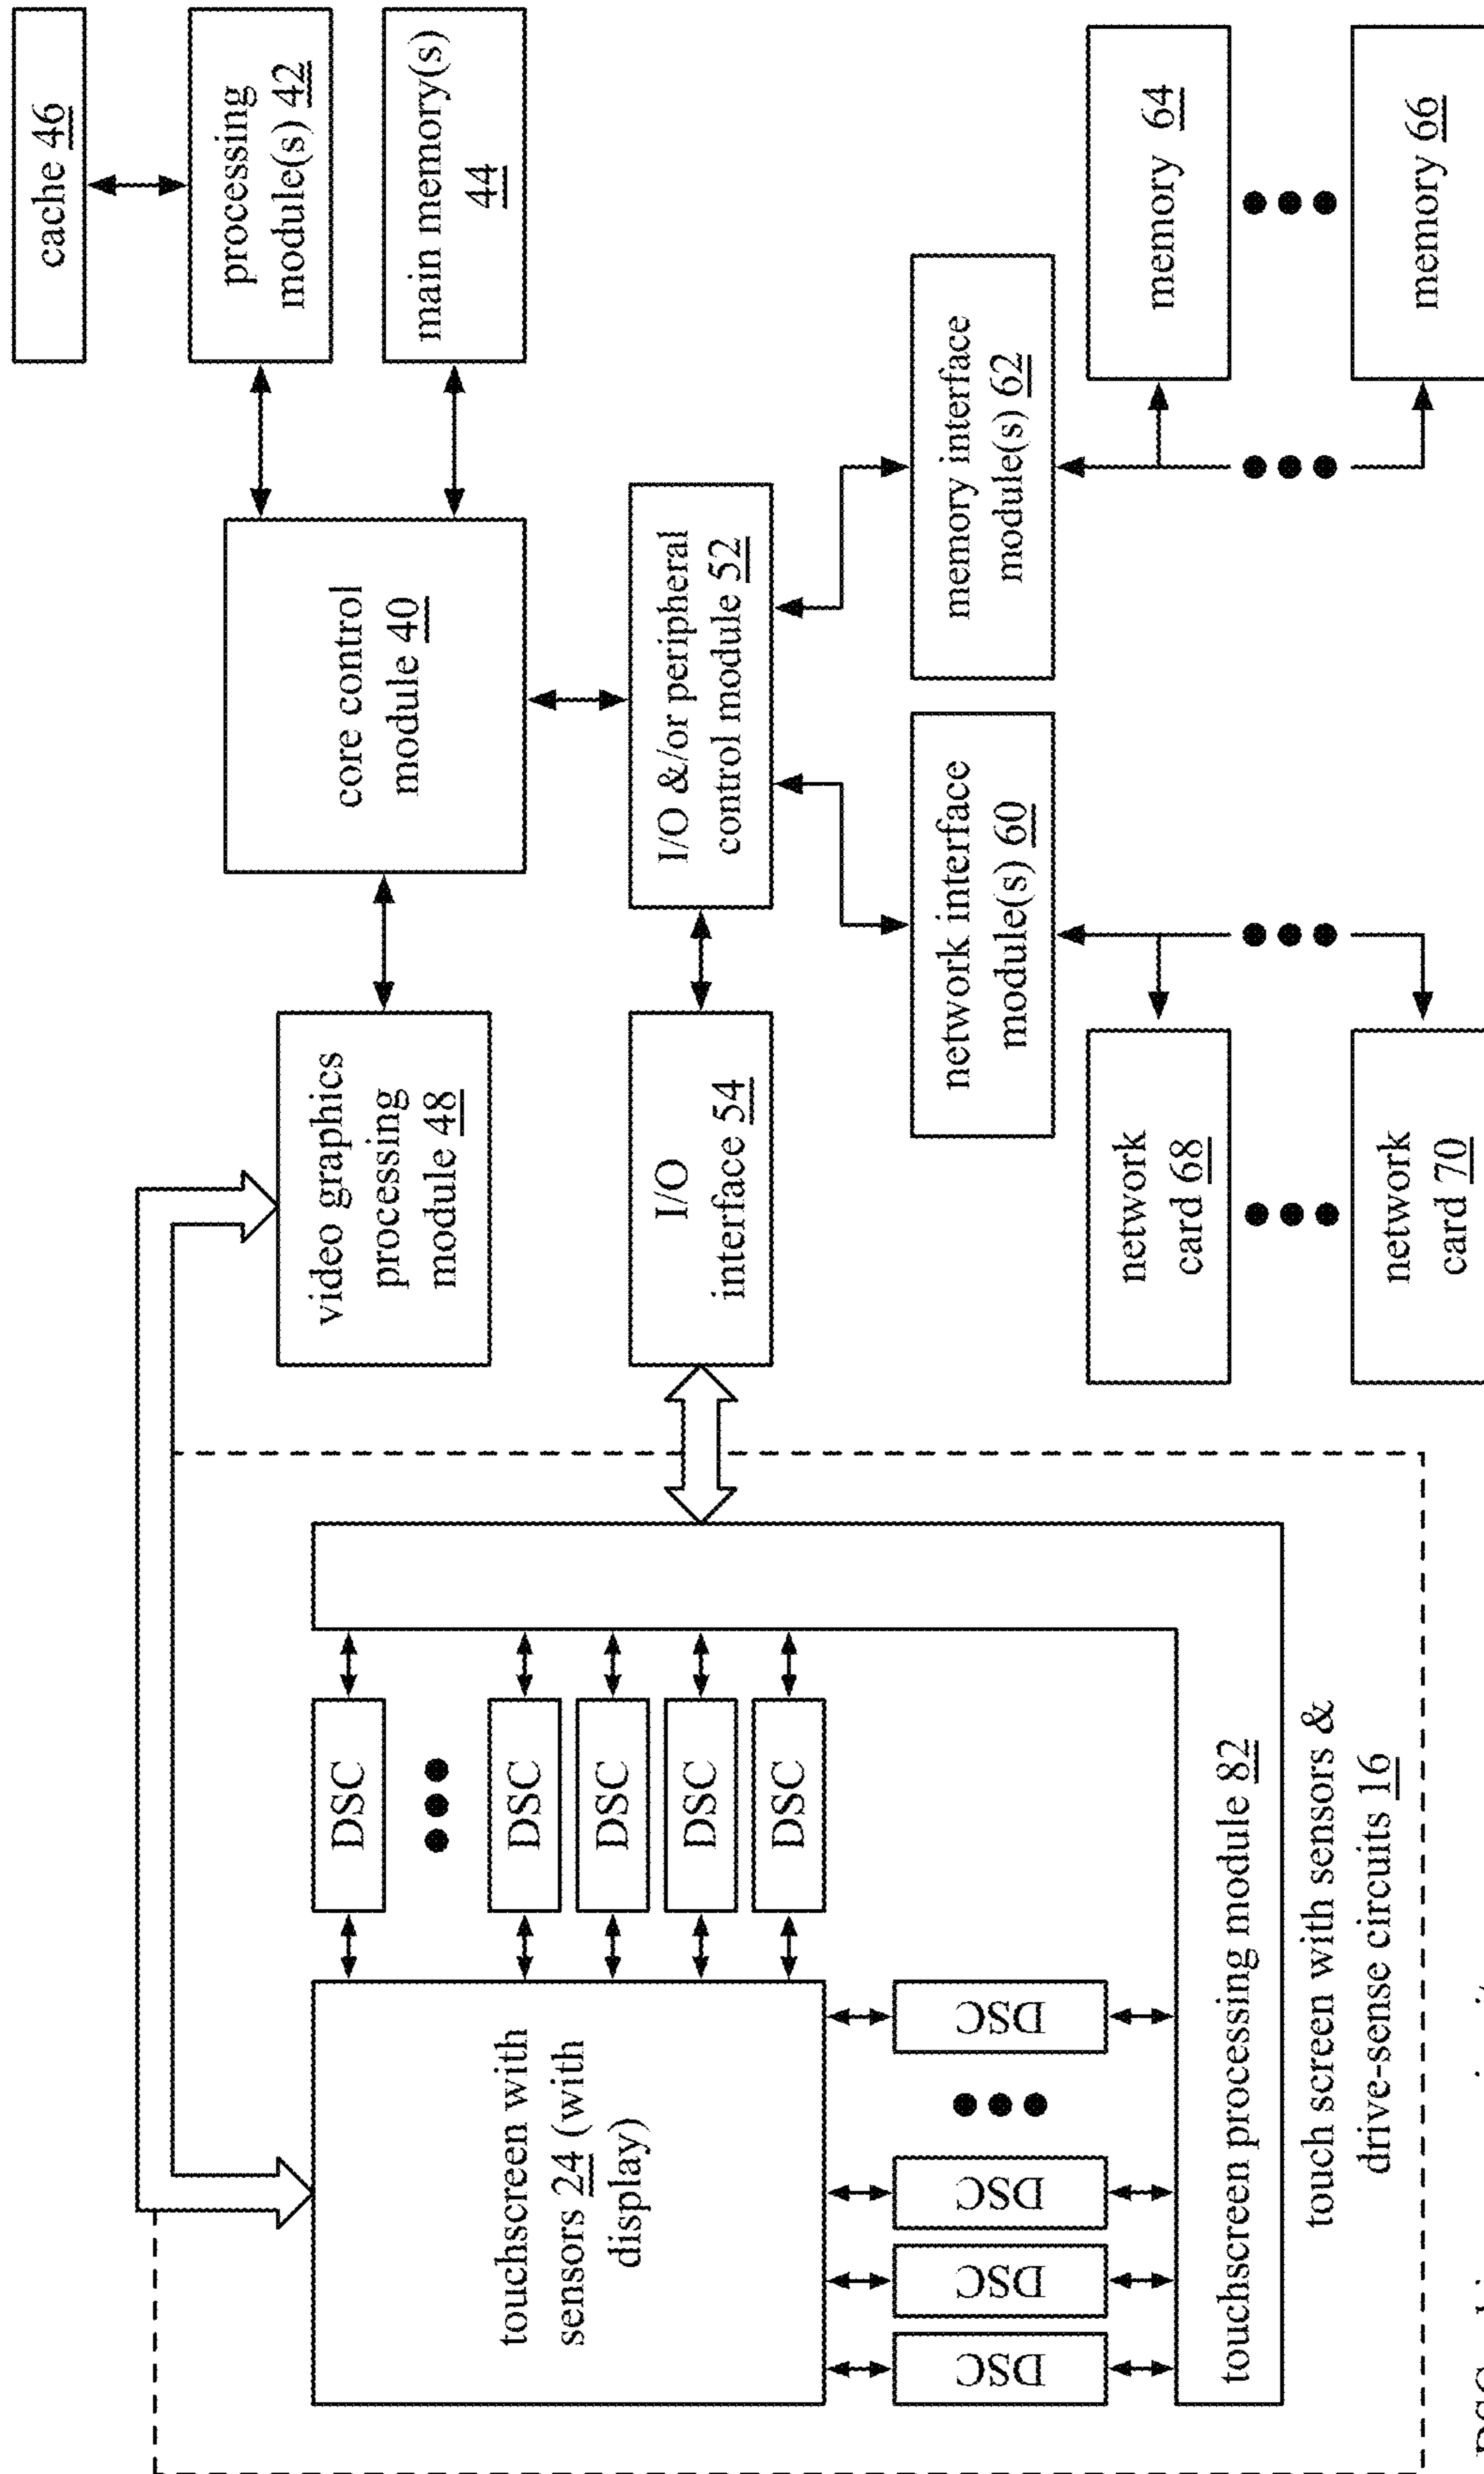 cache 46
processing
module(s) 42
main memory(s)
44
core control
module 40
video graphics
processing
module 48
I/O &/or peripheral
control module 52
I/O
interface 54
memory interface
module(s) 62
network interface
module(s) 60
memory 64
memory 66
network
card 68
network
card 70
touchscreen with
sensors 24 (with
display)
DSC
DSC
DSC
DSC
DSC
DSC
DSC
DSC
DSC
touchscreen processing module 82
touch screen with sensors &
drive-sense circuits 16